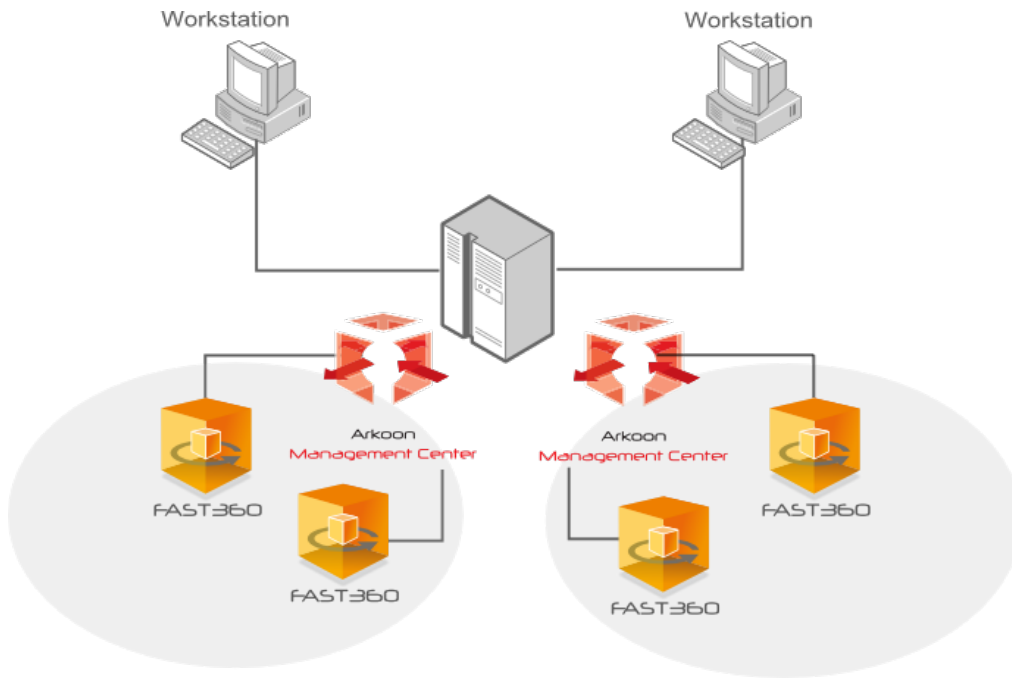 Workstation
Workstation
Arkoon
Management Center
Arkoon
Management Center
FAST360
FAST360
FAST360
FAST360